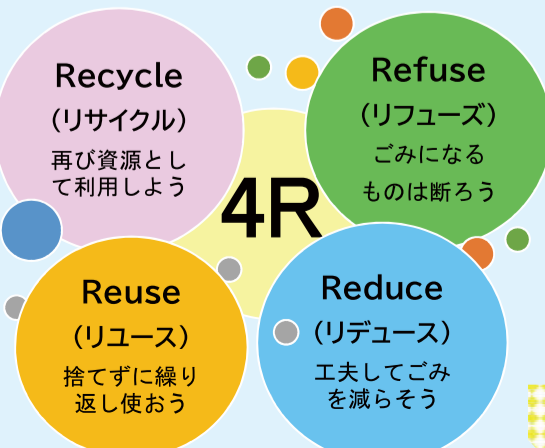 Recycle
(リサイクル)
再び資源とし
て利用しよう
Refuse
(リフューズ)
ごみになる
ものは断ろう
4R
Reuse
(リユース)
捨てずに繰り
返し使おう
Reduce
(リデュース)
工夫してごみ
を減らそう